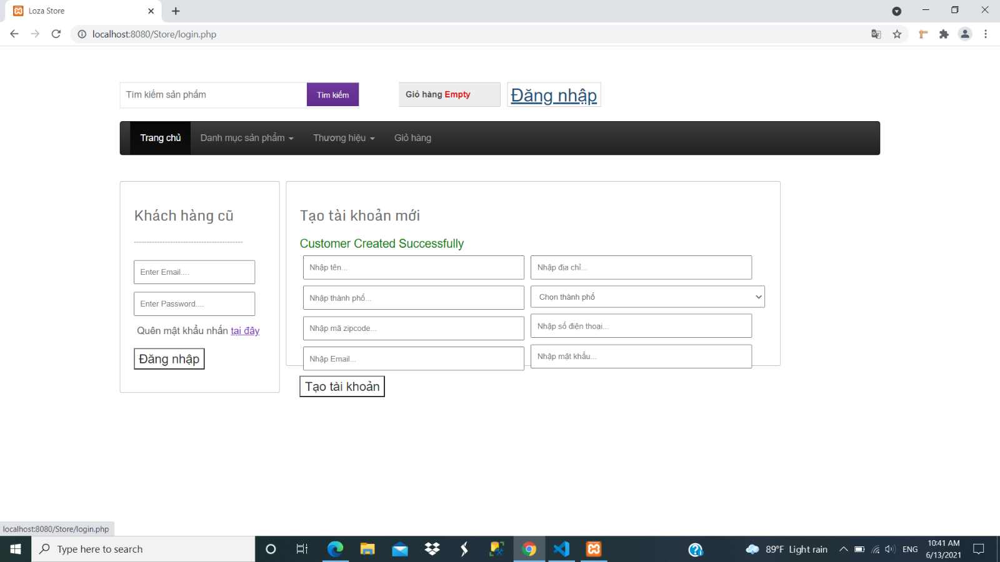 Loza Store
localhost:8080/Store/login.php
Tìm kiếm sản phẩm
Tìm kiếm
Giỏ hàng Empty
Đăng nhập
Trang chủ
Danh mục sản phẩm
Thương hiệu
Giỏ hàng
Khách hàng cũ
-------------------------------------------
Enter Email....
Enter Password....
Quên mật khẩu nhấn tại đây
Đăng nhập
Tạo tài khoản mới
Customer Created Successfully
Nhập tên...
Nhập địa chỉ...
Nhập thành phố...
Chọn thành phố
Nhập mã zipcode...
Nhập số điện thoại...
Nhập Email...
Nhập mật khẩu...
Tạo tài khoản
localhost:8080/Store/login.php
Type here to search
89°F Light rain
ENG
10:41 AM
6/13/2021